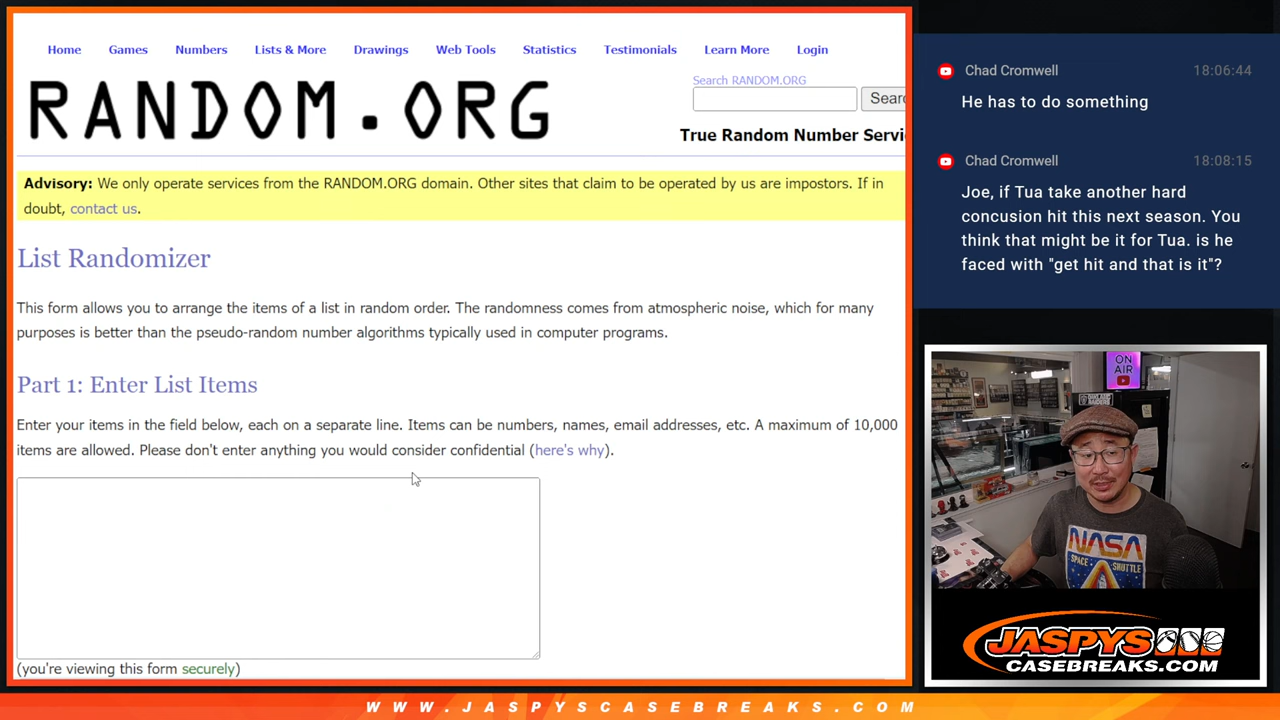 Home Games Numbers Lists & More Drawings Web Tools Statistics Testimonials Learn More Login
RANDOM.ORG
Search RANDOM.ORG
Searc
True Random Number Servi
Advisory: We only operate services from the RANDOM.ORG domain. Other sites that claim to be operated by us are impostors. If in
doubt, contact us.
List Randomizer
This form allows you to arrange the items of a list in random order. The randomness comes from atmospheric noise, which for many
purposes is better than the pseudo-random number algorithms typically used in computer programs.
Part 1: Enter List Items
Enter your items in the field below, each on a separate line. Items can be numbers, names, email addresses, etc. A maximum of 10,000
items are allowed. Please don't enter anything you would consider confidential (here's why).
(you're viewing this form securely)
Chad Cromwell 18:06:44
He has to do something
Chad Cromwell 18:08:15
Joe, if Tua take another hard
concusion hit this next season. You
think that might be it for Tua. is he
faced with "get hit and that is it"?
ON
AIR
NASA
SPACE SHUTTLE
JASPYS
CASEBREAKS.COM
WWW.JASPYSCASEBREAKS.COM